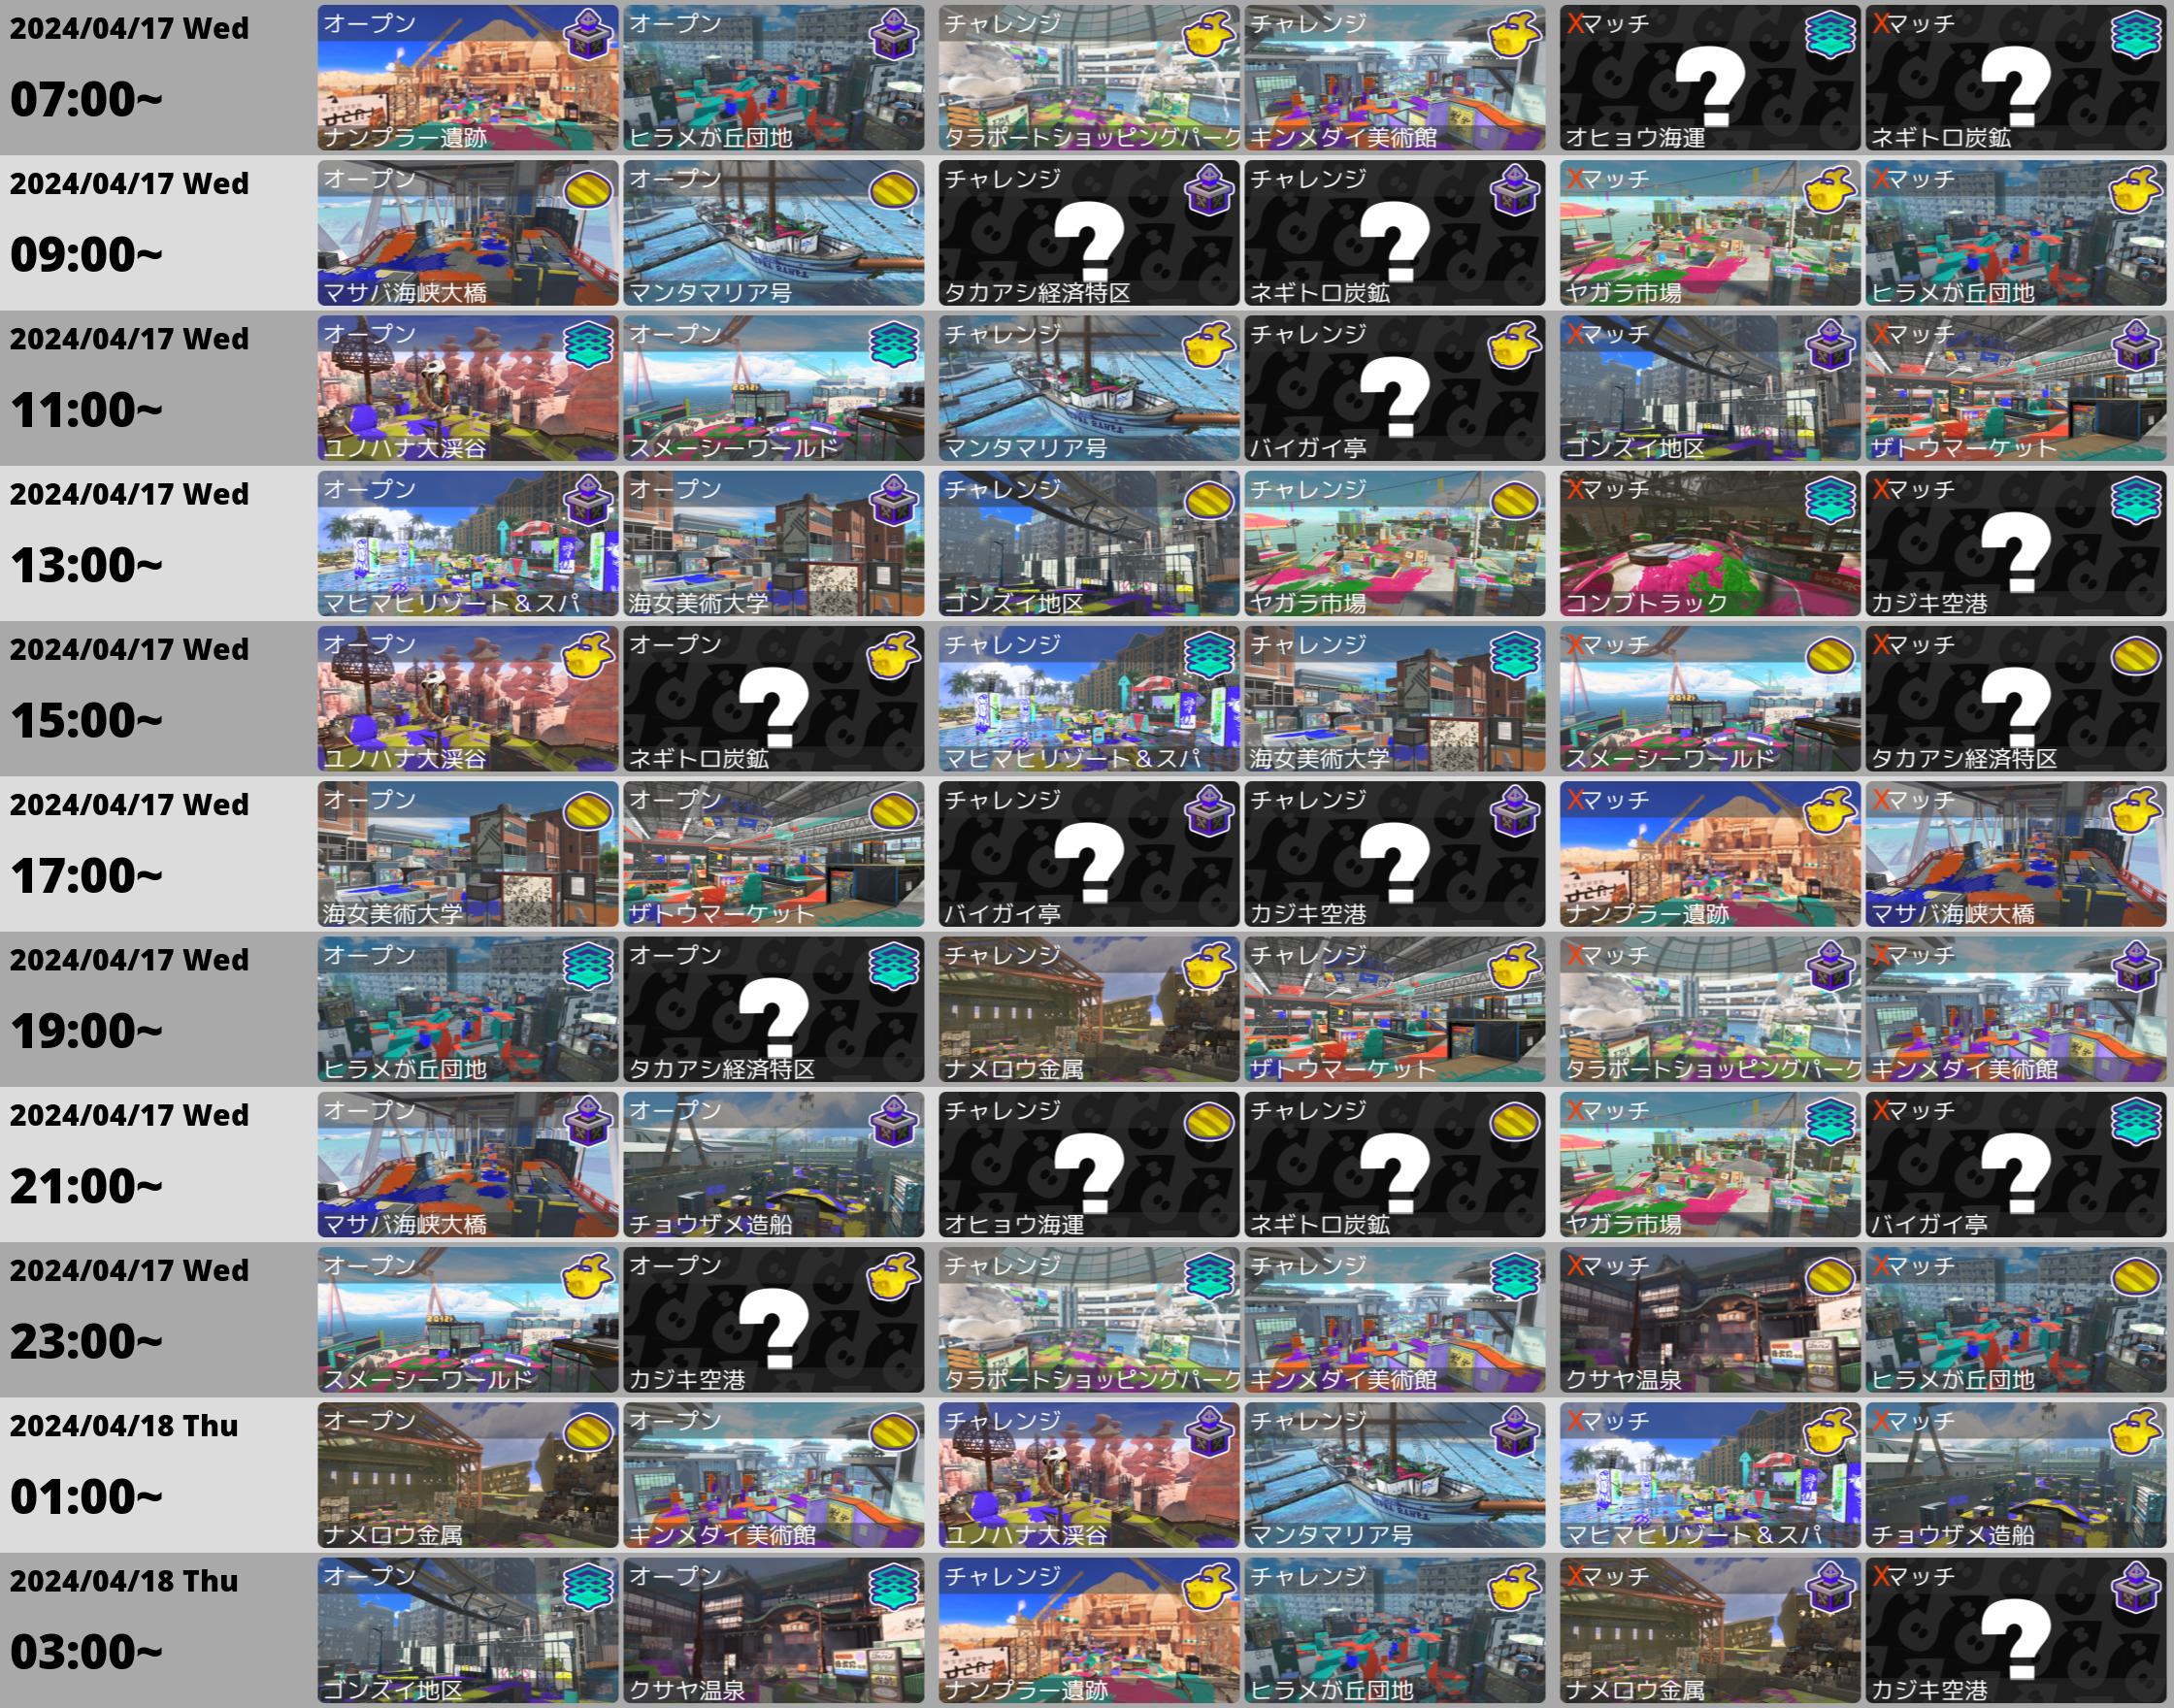 2024/04/17 Wed
07:00~
オープン
ナンプラー遺跡
オープン
ヒラメが丘団地
チャレンジ
タラポートショッピングパーク
チャレンジ
キンメダイ美術館
Xマッチ
?
オヒョウ海運
Xマッチ
?
ネギトロ炭鉱
2024/04/17 Wed
09:00~
オープン
マサバ海峡大橋
オープン
マンタマリア号
チャレンジ
?
タカアシ経済特区
チャレンジ
?
ネギトロ炭鉱
Xマッチ
ヤガラ市場
Xマッチ
ヒラメが丘団地
2024/04/17 Wed
11:00~
オープン
ユノハナ大渓谷
オープン
スメーシーワールド
チャレンジ
マンタマリア号
チャレンジ
?
バイガイ亭
Xマッチ
ゴンズイ地区
Xマッチ
ザトウマーケット
2024/04/17 Wed
13:00~
オープン
マヒマヒリゾート&スパ
オープン
海女美術大学
チャレンジ
ゴンズイ地区
チャレンジ
ヤガラ市場
Xマッチ
コンブトラック
Xマッチ
?
カジキ空港
2024/04/17 Wed
15:00~
オープン
ユノハナ大渓谷
オープン
?
ネギトロ炭鉱
チャレンジ
マヒマヒリゾート&スパ
チャレンジ
海女美術大学
Xマッチ
スメーシーワールド
Xマッチ
?
タカアシ経済特区
2024/04/17 Wed
17:00~
オープン
海女美術大学
オープン
ザトウマーケット
チャレンジ
?
バイガイ亭
チャレンジ
?
カジキ空港
Xマッチ
ナンプラー遺跡
Xマッチ
マサバ海峡大橋
2024/04/17 Wed
19:00~
オープン
ヒラメが丘団地
オープン
?
タカアシ経済特区
チャレンジ
ナメロウ金属
チャレンジ
ザトウマーケット
Xマッチ
タラポートショッピングパーク
Xマッチ
キンメダイ美術館
2024/04/17 Wed
21:00~
オープン
マサバ海峡大橋
オープン
チョウザメ造船
チャレンジ
?
オヒョウ海運
チャレンジ
?
ネギトロ炭鉱
Xマッチ
ヤガラ市場
Xマッチ
?
バイガイ亭
2024/04/17 Wed
23:00~
オープン
スメーシーワールド
オープン
?
カジキ空港
チャレンジ
タラポートショッピングパーク
チャレンジ
キンメダイ美術館
Xマッチ
クサヤ温泉
Xマッチ
ヒラメが丘団地
2024/04/18 Thu
01:00~
オープン
ナメロウ金属
オープン
キンメダイ美術館
チャレンジ
ユノハナ大渓谷
チャレンジ
マンタマリア号
Xマッチ
マヒマヒリゾート&スパ
Xマッチ
チョウザメ造船
2024/04/18 Thu
03:00~
オープン
ゴンズイ地区
オープン
クサヤ温泉
チャレンジ
ナンプラー遺跡
チャレンジ
ヒラメが丘団地
Xマッチ
ナメロウ金属
Xマッチ
?
カジキ空港